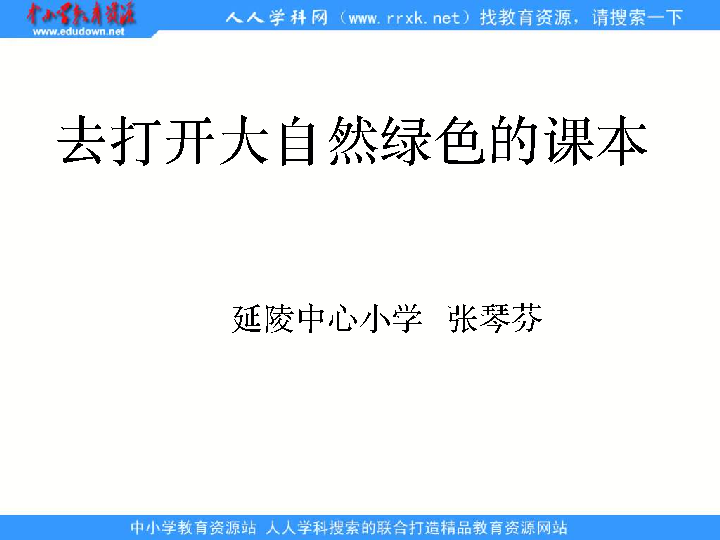 中小学教育资源
www.edudown.net
人人学科网（www.rrxk.net）找教育资源，请搜索一下
去打开大自然绿色的课本
延陵中心小学 张琴芬
中小学教育资源站 人人学科搜索的联合打造精品教育资源网站